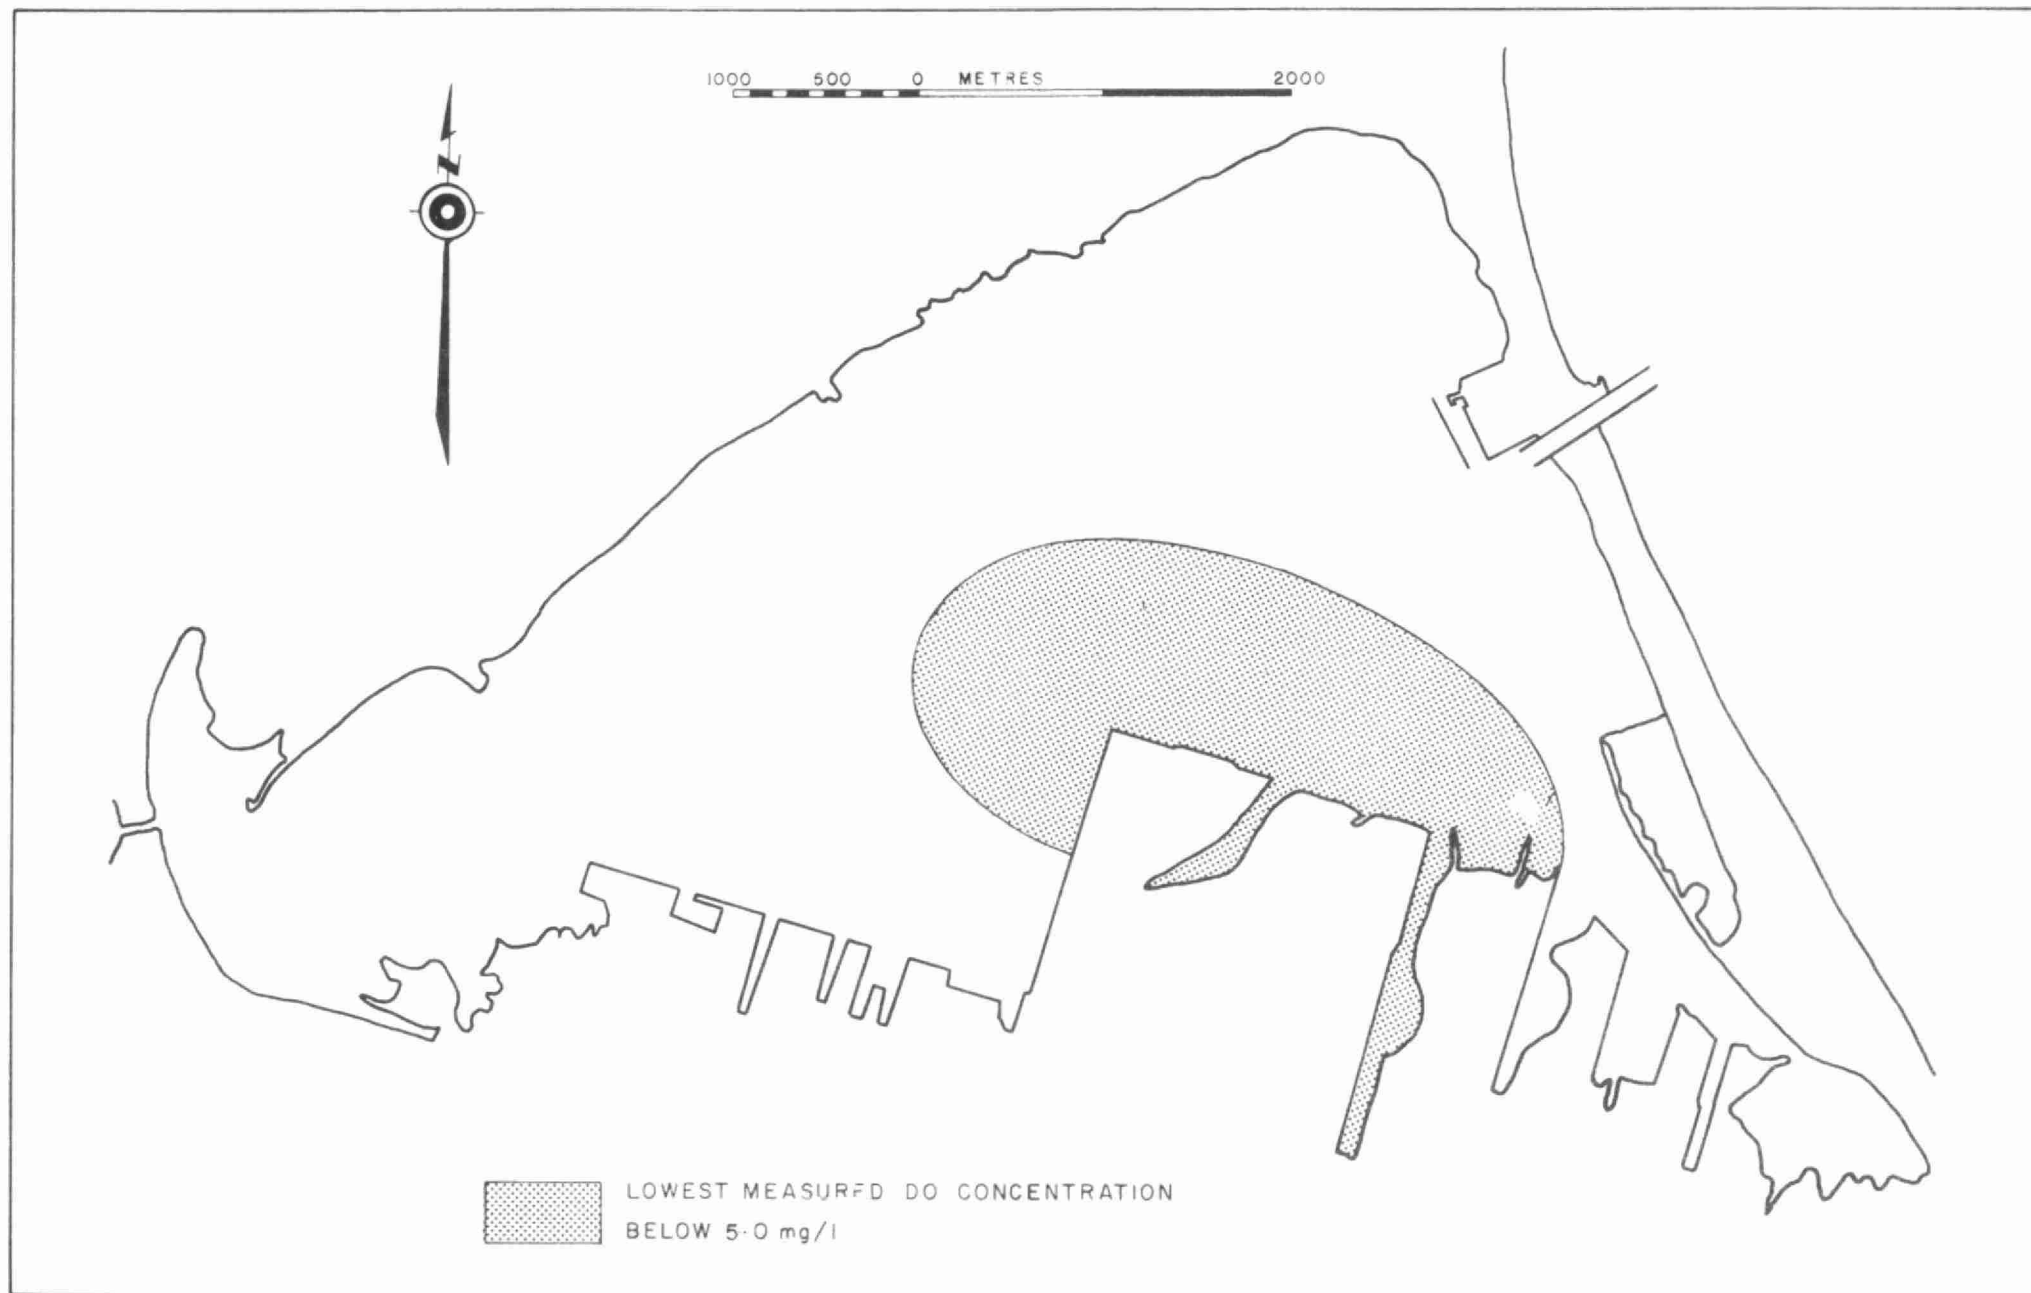 1000 500 0 METRES 2000
N
LOWEST MEASURED DO CONCENTRATION
BELOW 5.0 mg/l